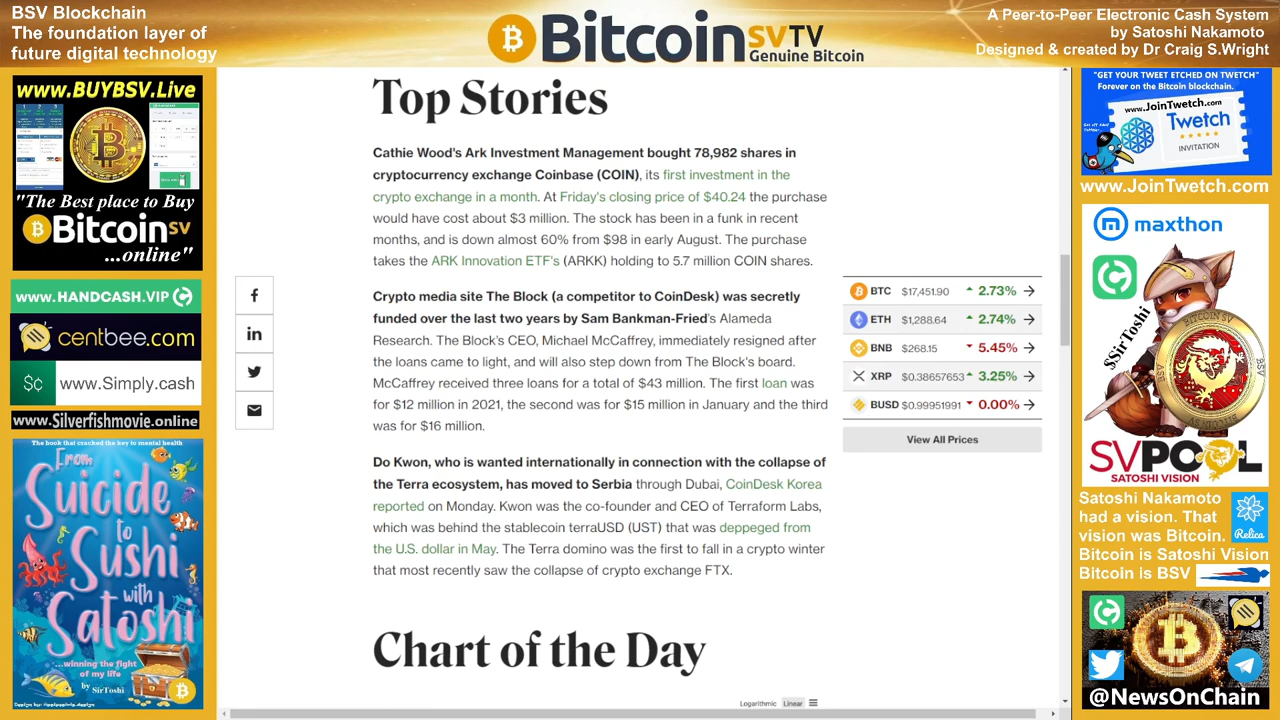 BSV Blockchain
The foundation layer of
future digital technology
Bitcoin SVTV
Genuine Bitcoin
A Peer-to-Peer Electronic Cash System
by Satoshi Nakamoto
Designed & created by Dr Craig S.Wright
www.BUYBSV.Live
"The Best place to Buy
Bitcoin SV
...online"
www.HANDCASH.VIP
centbee.com
$c www.Simply.cash
www.Silverfishmovie.online
The book that cracked the key to mental health
From
Suicide
to
Sushi
with
Satoshi
...winning the fight
of my life
by SirToshi
Top Stories
Cathie Wood's Ark Investment Management bought 78,982 shares in
cryptocurrency exchange Coinbase (COIN), its first investment in the
crypto exchange in a month. At Friday's closing price of $40.24 the purchase
would have cost about $3 million. The stock has been in a funk in recent
months, and is down almost 60% from $98 in early August. The purchase
takes the ARK Innovation ETF's (ARKK) holding to 5.7 million COIN shares.
Crypto media site The Block (a competitor to CoinDesk) was secretly
funded over the last two years by Sam Bankman-Fried's Alameda
Research. The Block's CEO, Michael McCaffrey, immediately resigned after
the loans came to light, and will also step down from The Block's board.
McCaffrey received three loans for a total of $43 million. The first loan was
for $12 million in 2021, the second was for $15 million in January and the third
was for $16 million.
Do Kwon, who is wanted internationally in connection with the collapse of
the Terra ecosystem, has moved to Serbia through Dubai, CoinDesk Korea
reported on Monday. Kwon was the co-founder and CEO of Terraform Labs,
which was behind the stablecoin terraUSD (UST) that was deppeged from
the U.S. dollar in May. The Terra domino was the first to fall in a crypto winter
that most recently saw the collapse of crypto exchange FTX.
Chart of the Day
Logarithmic Linear
BTC $17,451.90 2.73%
ETH $1,288.64 2.74%
BNB $268.15 5.45%
XRP $0.38657653 3.25%
BUSD $0.99951991 0.00%
View All Prices
"GET YOUR TWEET ETCHED ON TWETCH"
Forever on the Bitcoin blockchain.
www.JoinTwetch.com
Twetch
INVITATION
www.JoinTwetch.com
maxthon
$SirToshi
BITCOIN SV
SVPOOL
SATOSHI VISION
Satoshi Nakamoto
had a vision. That
vision was Bitcoin.
Relica
Bitcoin is Satoshi Vision
Bitcoin is BSV
@NewsOnChain